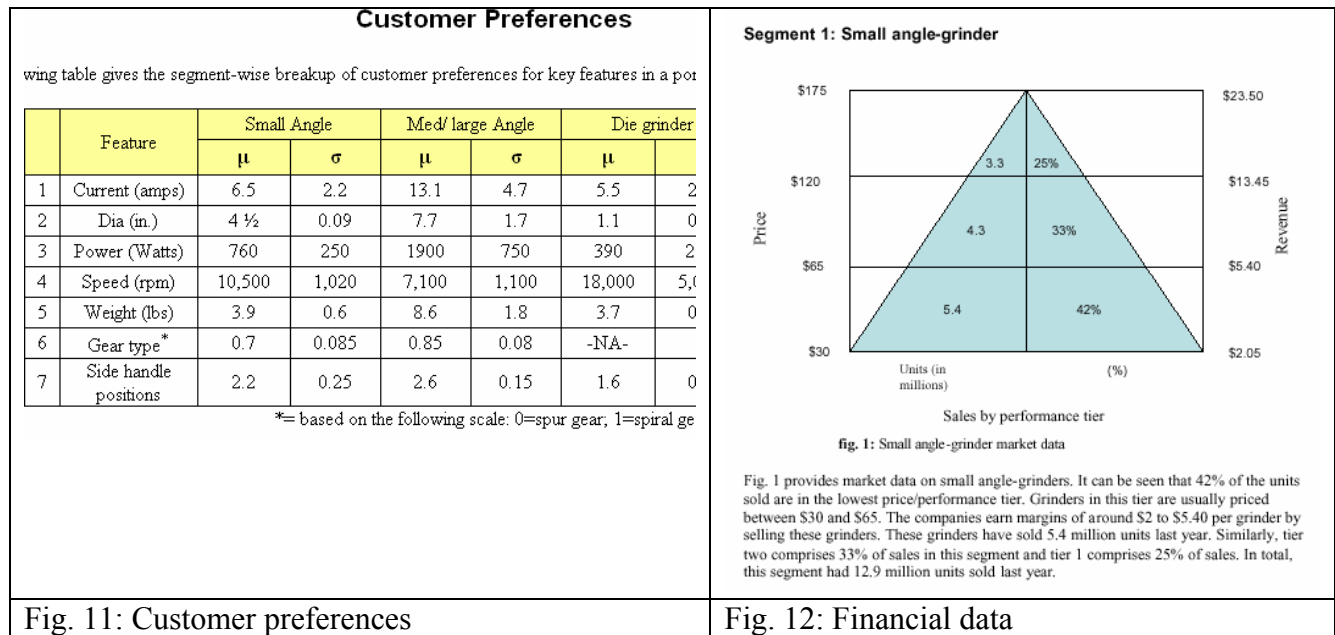 Customer Preferences
wing table gives the segment-wise breakup of customer preferences for key features in a por
Feature Small Angle Med/ large Angle Die grinder
μ σ μ σ μ
1 Current (amps) 6.5 2.2 13.1 4.7 5.5 2
2 Dia (in.) 4 ½ 0.09 7.7 1.7 1.1 0
3 Power (Watts) 760 250 1900 750 390 2
4 Speed (rpm) 10,500 1,020 7,100 1,100 18,000 5,0
5 Weight (lbs) 3.9 0.6 8.6 1.8 3.7 0
6 Gear type* 0.7 0.085 0.85 0.08 -NA-
7 Side handle positions 2.2 0.25 2.6 0.15 1.6 0
*= based on the following scale: 0=spur gear; 1=spiral ge
Fig. 11: Customer preferences
Segment 1: Small angle-grinder
$175 $23.50
3.3 25%
$120 $13.45
Price
Revenue
4.3 33%
$65 $5.40
5.4 42%
$30 $2.05
Units (in
millions)
(%)
Sales by performance tier
fig. 1: Small angle-grinder market data
Fig. 1 provides market data on small angle-grinders. It can be seen that 42% of the units
sold are in the lowest price/performance tier. Grinders in this tier are usually priced
between $30 and $65. The companies earn margins of around $2 to $5.40 per grinder by
selling these grinders. These grinders have sold 5.4 million units last year. Similarly, tier
two comprises 33% of sales in this segment and tier 1 comprises 25% of sales. In total,
this segment had 12.9 million units sold last year.
Fig. 12: Financial data